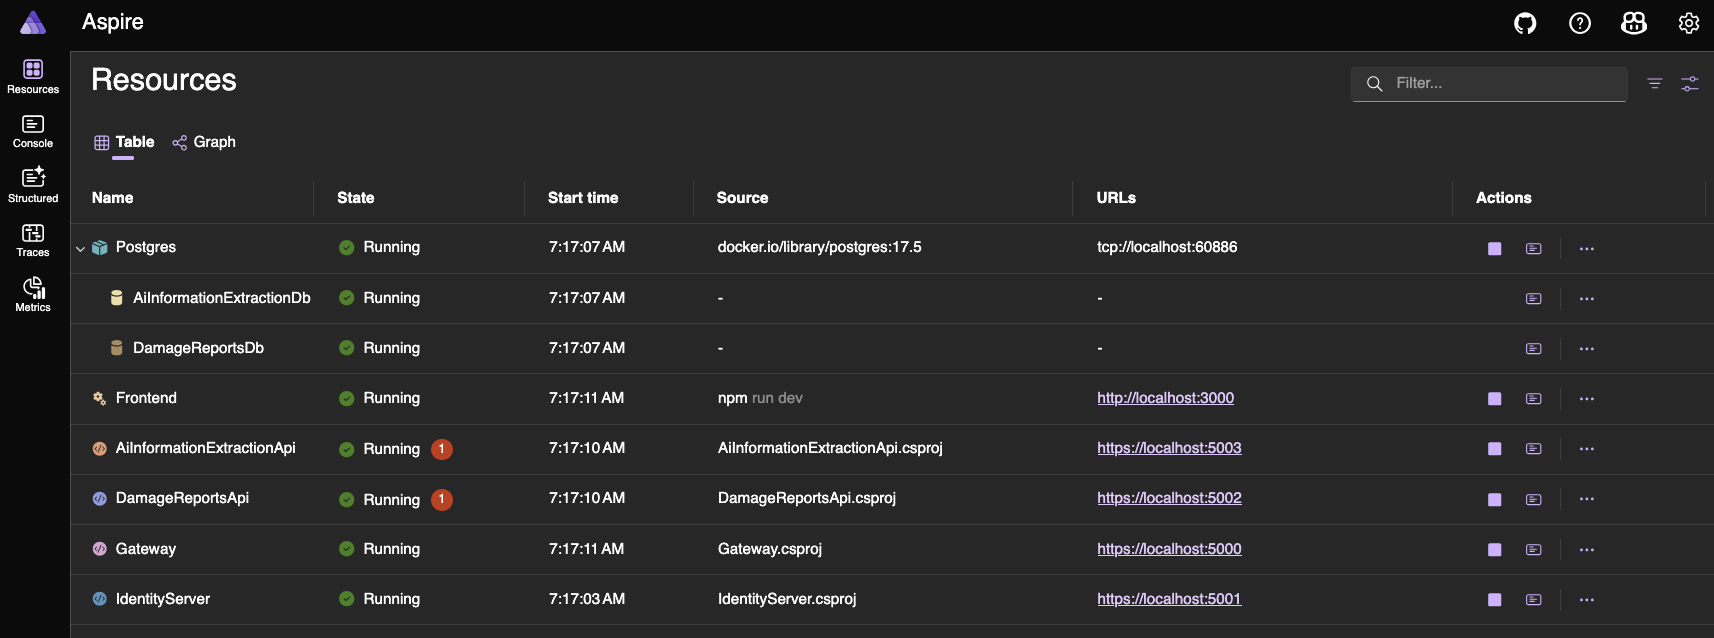 Aspire
Resources
Console
Structured
Traces
Metrics
Resources
Filter...
Table Graph
Name State Start time Source URLs Actions
Postgres Running 7:17:07 AM docker.io/library/postgres:17.5 tcp://localhost:60886
AiInformationExtractionDb Running 7:17:07 AM - -
DamageReportsDb Running 7:17:07 AM - -
Frontend Running 7:17:11 AM npm run dev http://localhost:3000
AiInformationExtractionApi Running 1 7:17:10 AM AiInformationExtractionApi.csproj https://localhost:5003
DamageReportsApi Running 1 7:17:10 AM DamageReportsApi.csproj https://localhost:5002
Gateway Running 7:17:11 AM Gateway.csproj https://localhost:5000
IdentityServer Running 7:17:03 AM IdentityServer.csproj https://localhost:5001